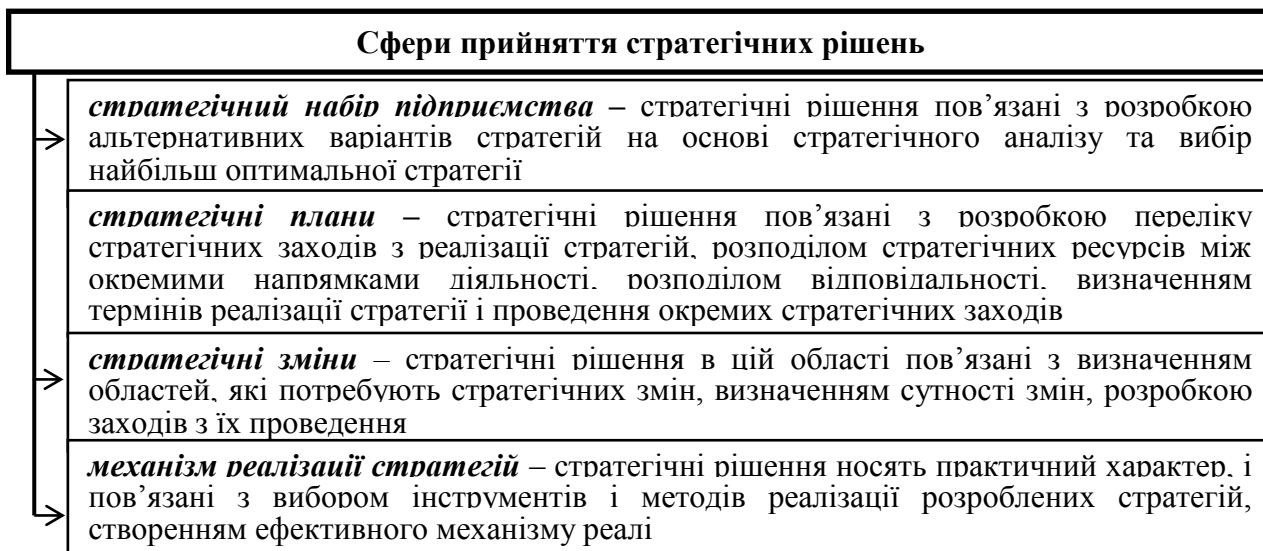 Сфери прийняття стратегічних рішень
стратегічний набір підприємства – стратегічні рішення пов’язані з розробкою
альтернативних варіантів стратегій на основі стратегічного аналізу та вибір
найбільш оптимальної стратегії
стратегічні плани – стратегічні рішення пов’язані з розробкою переліку
стратегічних заходів з реалізації стратегій, розподілом стратегічних ресурсів між
окремими напрямками діяльності, розподілом відповідальності, визначенням
термінів реалізації стратегії і проведення окремих стратегічних заходів
стратегічні зміни – стратегічні рішення в цій області пов’язані з визначенням
областей, які потребують стратегічних змін, визначенням сутності змін, розробкою
заходів з їх проведення
механізм реалізації стратегій – стратегічні рішення носять практичний характер, і
пов’язані з вибором інструментів і методів реалізації розроблених стратегій,
створенням ефективного механізму реалі